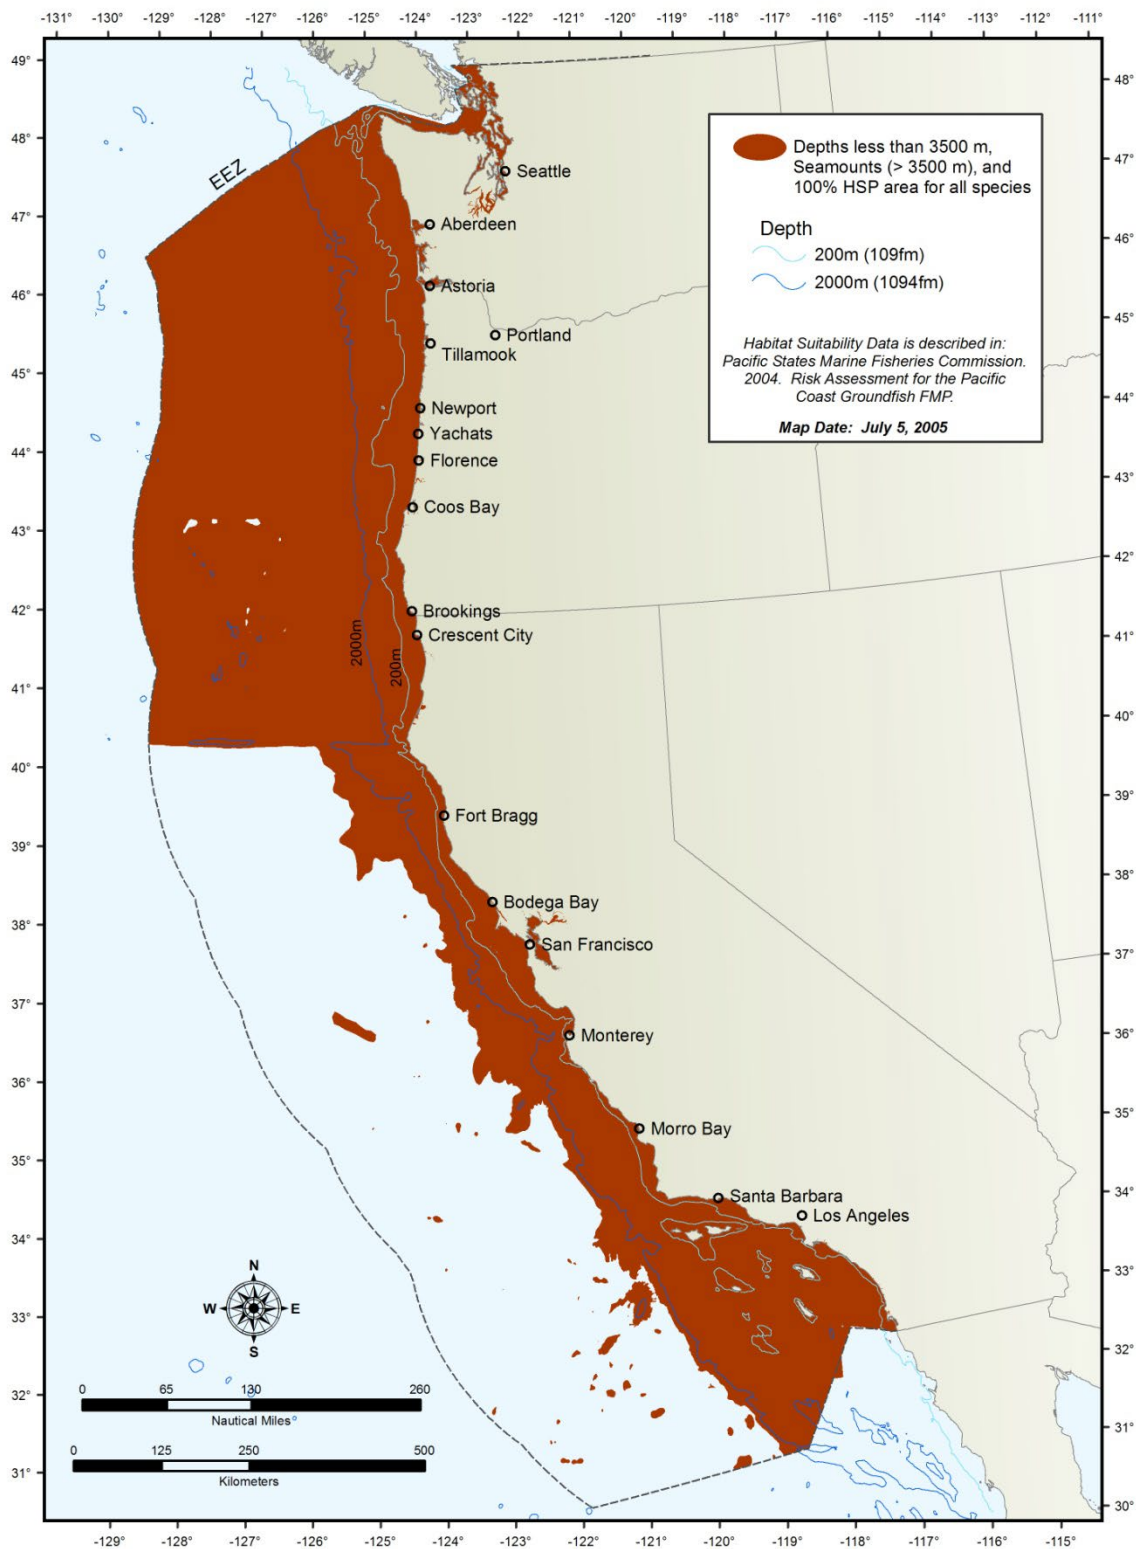 -131° -130° -129° -128° -127° -126° -125° -124° -123° -122° -121° -120° -119° -118° -117° -116° -115° -114° -113° -112° -111°
49°
48°
47°
46°
45°
44°
43°
42°
41°
40°
39°
38°
37°
36°
35°
34°
33°
32°
31°
48°
47°
46°
45°
44°
43°
42°
41°
40°
39°
38°
37°
36°
35°
34°
33°
32°
31°
30°
EEZ
Seattle
Aberdeen
Astoria
Portland
Tillamook
Newport
Yachats
Florence
Coos Bay
Brookings
Crescent City
2000m
200m
Fort Bragg
Bodega Bay
San Francisco
Monterey
Morro Bay
Santa Barbara
Los Angeles
Depths less than 3500 m,
Seamounts (> 3500 m), and
100% HSP area for all species
Depth
200m (109fm)
2000m (1094fm)
Habitat Suitability Data is described in:
Pacific States Marine Fisheries Commission.
2004. Risk Assessment for the Pacific
Coast Groundfish FMP.
Map Date: July 5, 2005
N
W E
S
0 65 130 260
Nautical Miles
0 125 250 500
Kilometers
-129° -128° -127° -126° -125° -124° -123° -122° -121° -120° -119° -118° -117° -116° -115°